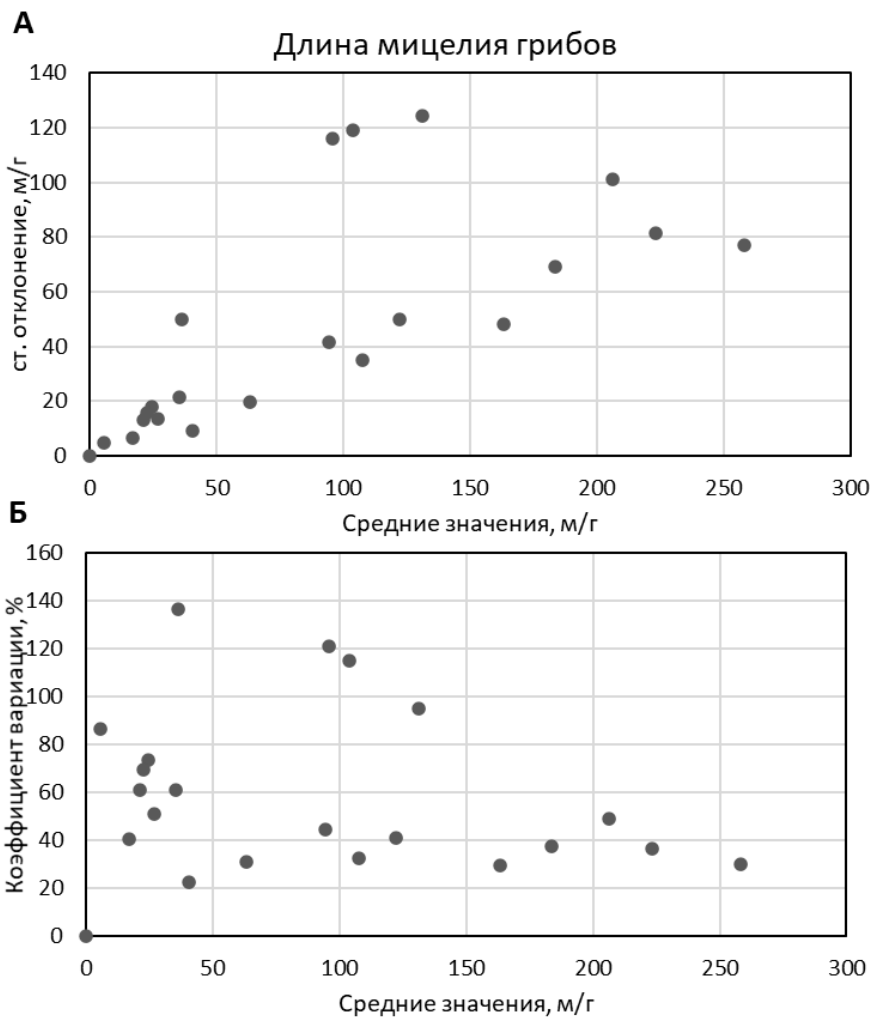 А
Длина мицелия грибов
140
120
100
80
60
40
20
0
ст. отклонение, м/г
0 50 100 150 200 250 300
Средние значения, м/г
Б
160
140
120
100
80
60
40
20
0
Коэффициент вариации, %
0 50 100 150 200 250 300
Средние значения, м/г